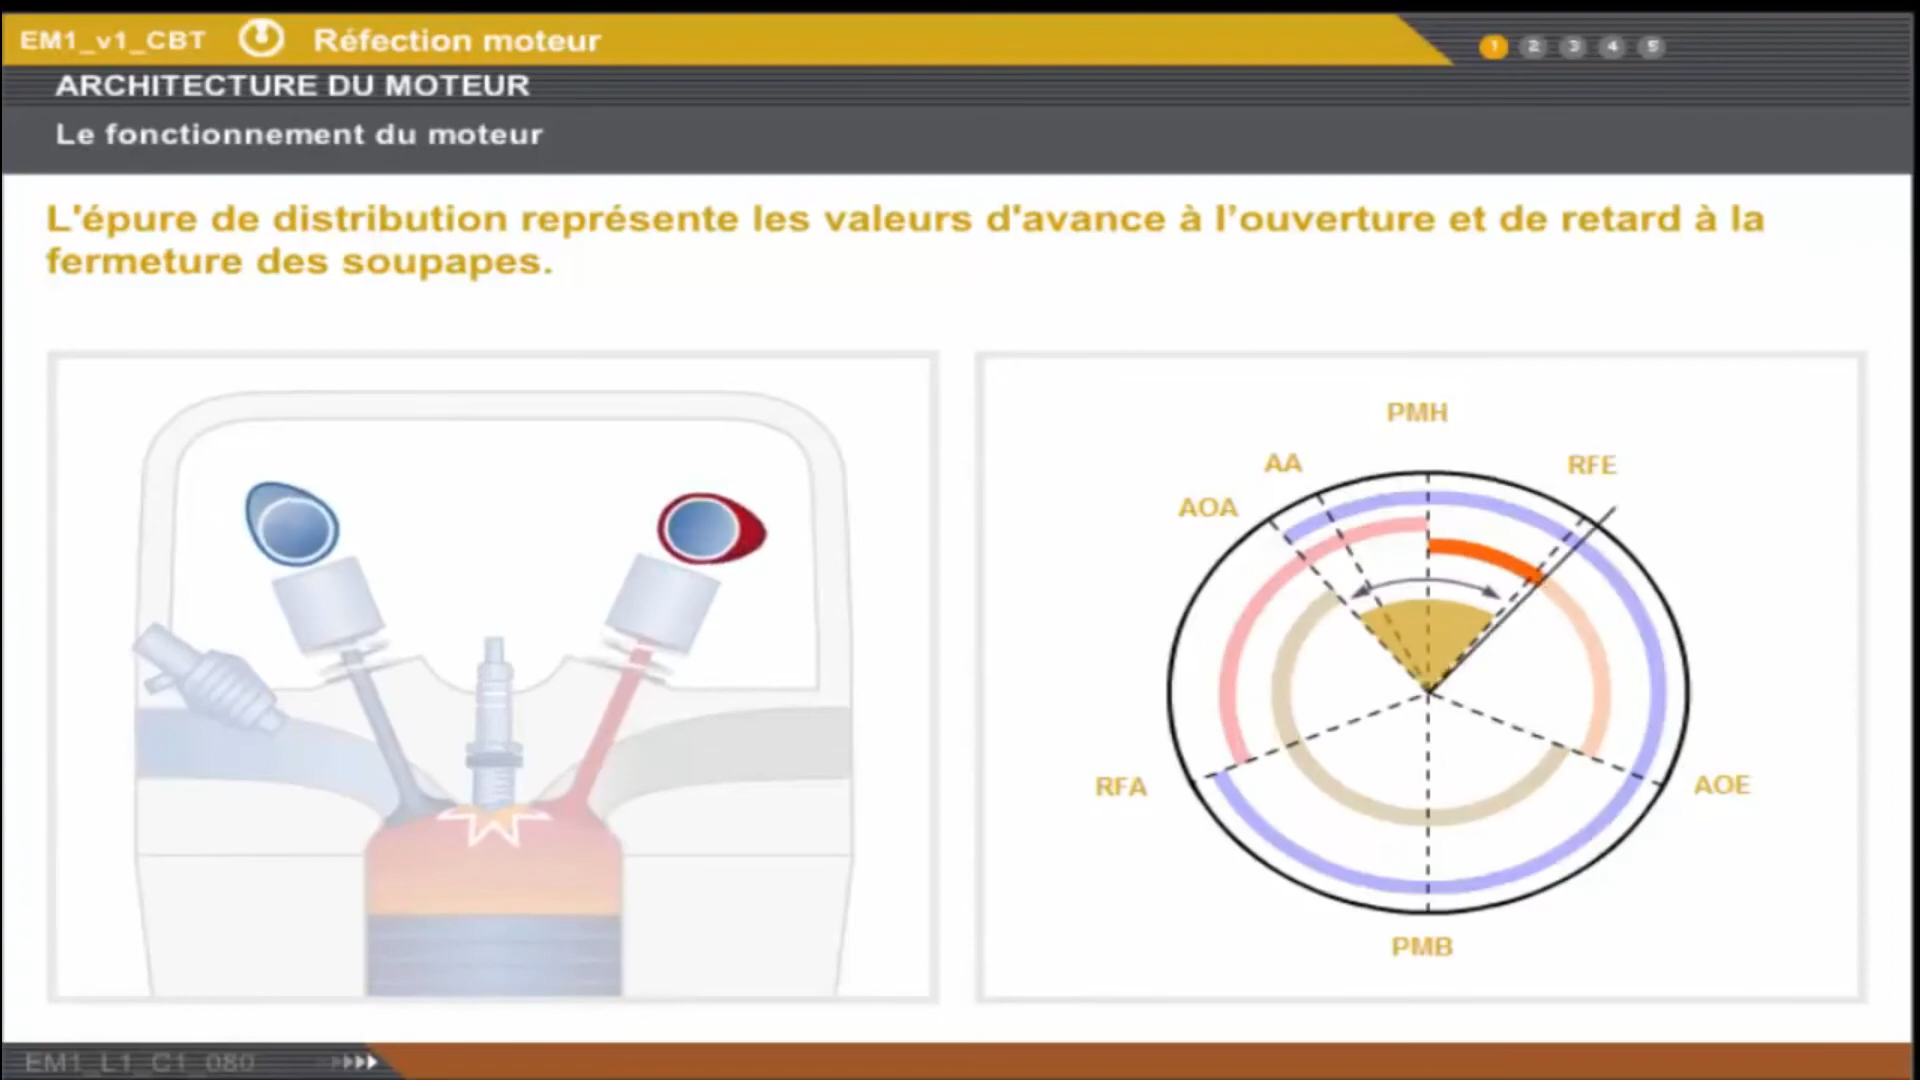 EM1_v1_CBT Réfection moteur
1 2 3 4 5
ARCHITECTURE DU MOTEUR
Le fonctionnement du moteur
L'épure de distribution représente les valeurs d'avance à l’ouverture et de retard à la
fermeture des soupapes.
PMH
AA
RFE
AOA
RFA
AOE
PMB
EM1_L1_C1_080